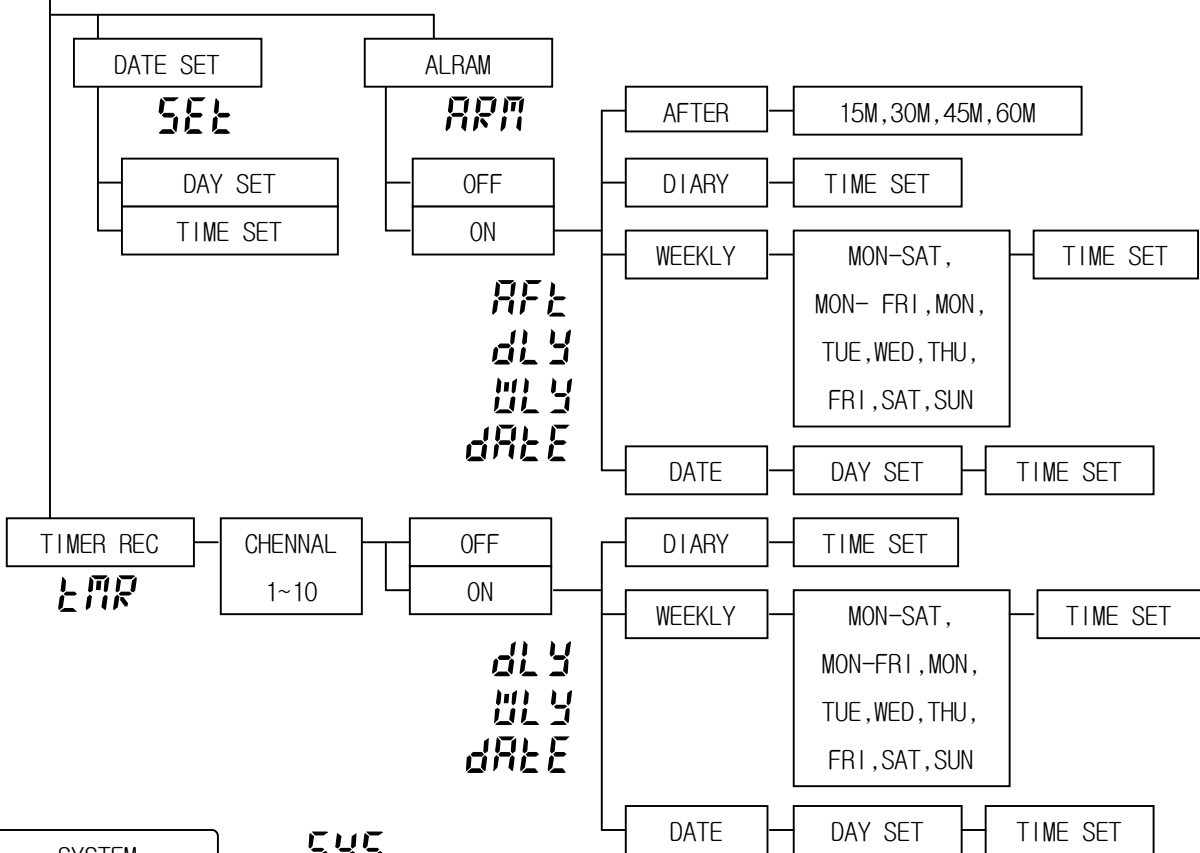 DATE SET
ALRAM
SEt
ARM
AFTER
15M,30M,45M,60M
DAY SET
OFF
DIARY
TIME SET
TIME SET
ON
WEEKLY
MON-SAT,
MON- FRI,MON,
TUE,WED,THU,
FRI,SAT,SUN
TIME SET
AFt
dLY
WLY
dAtE
DATE
DAY SET
TIME SET
TIMER REC
tMR
CHENNAL
1~10
OFF
ON
DIARY
TIME SET
WEEKLY
MON-SAT,
MON-FRI,MON,
TUE,WED,THU,
FRI,SAT,SUN
TIME SET
dLY
WLY
dAtE
DATE
DAY SET
TIME SET
SYSTEM
SYS